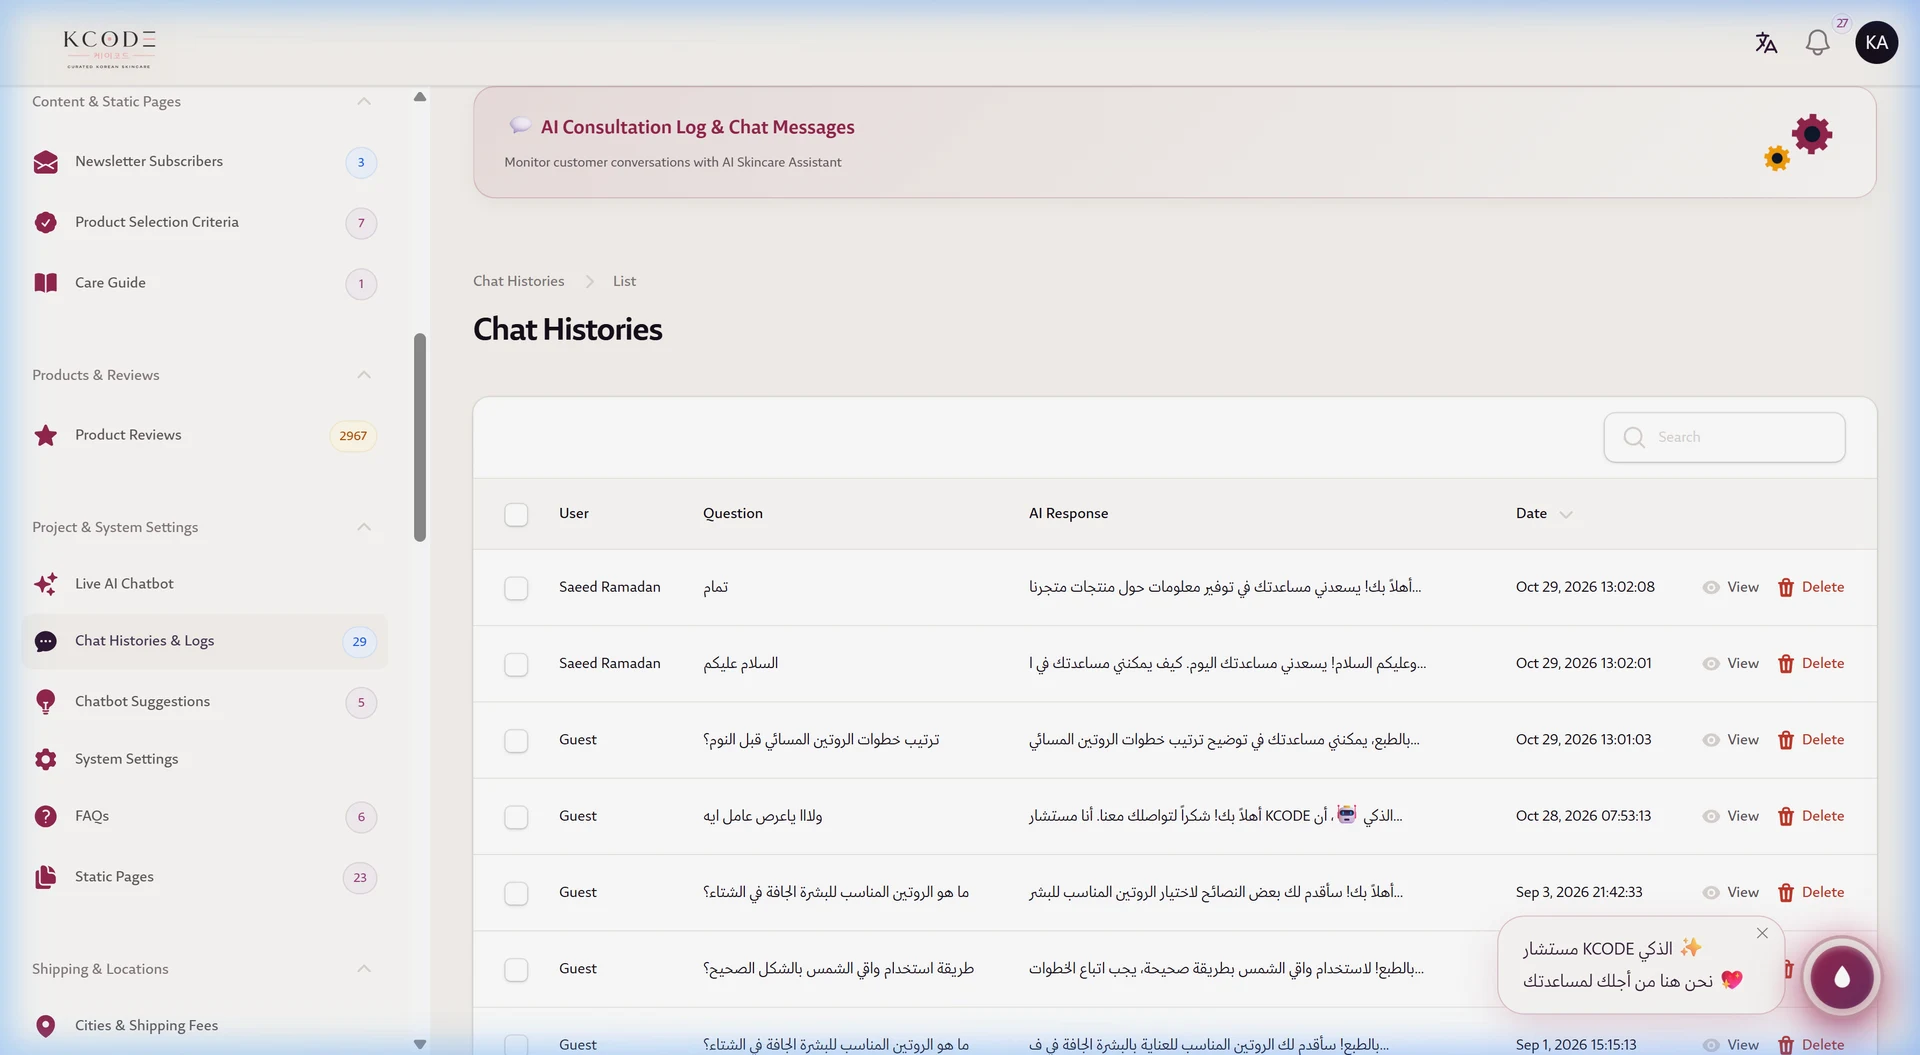 KCODE
케이코드
CURATED KOREAN SKINCARE
27
KA
Content & Static Pages
Newsletter Subscribers
3
Product Selection Criteria
7
Care Guide
1
Products & Reviews
Product Reviews
2967
Project & System Settings
Live AI Chatbot
Chat Histories & Logs
29
Chatbot Suggestions
5
System Settings
FAQs
6
Static Pages
23
Shipping & Locations
Cities & Shipping Fees
AI Consultation Log & Chat Messages
Monitor customer conversations with AI Skincare Assistant
Chat Histories
List
Chat Histories
Search
User Question AI Response Date
Saeed Ramadan تمام أهلاً بك! يسعدني مساعدتك في توفير معلومات حول منتجات متجرنا... Oct 29, 2026 13:02:08 View Delete
Saeed Ramadan السلام عليكم وعليكم السلام! يسعدني مساعدتك اليوم. كيف يمكنني مساعدتك في ا... Oct 29, 2026 13:02:01 View Delete
Guest ترتيب خطوات الروتين المسائي قبل النوم؟ بالطبع، يمكنني مساعدتك في توضيح ترتيب خطوات الروتين المسائي... Oct 29, 2026 13:01:03 View Delete
Guest ولااا ياعرص عامل ايه أهلاً بك! شكراً لتواصلك معنا. أنا مستشار KCODE الذكي 🤖، أن... Oct 28, 2026 07:53:13 View Delete
Guest ما هو الروتين المناسب للبشرة الجافة في الشتاء؟ أهلاً بك! سأقدم لك بعض النصائح لاختيار الروتين المناسب للبشر... Sep 3, 2026 21:42:33 View Delete
Guest طريقة استخدام واقي الشمس بالشكل الصحيح؟ بالطبع! لاستخدام واقي الشمس بطريقة صحيحة، يجب اتباع الخطوات...
Guest ما هو الروتين المناسب للبشرة الجافة في الشتاء؟ بالطبع! سأقدم لك الروتين المناسب للعناية بالبشرة الجافة في ف... Sep 1, 2026 15:15:13 View Delete
مستشار KCODE الذكي ✨
نحن هنا من أجلك لمساعدتك 💖